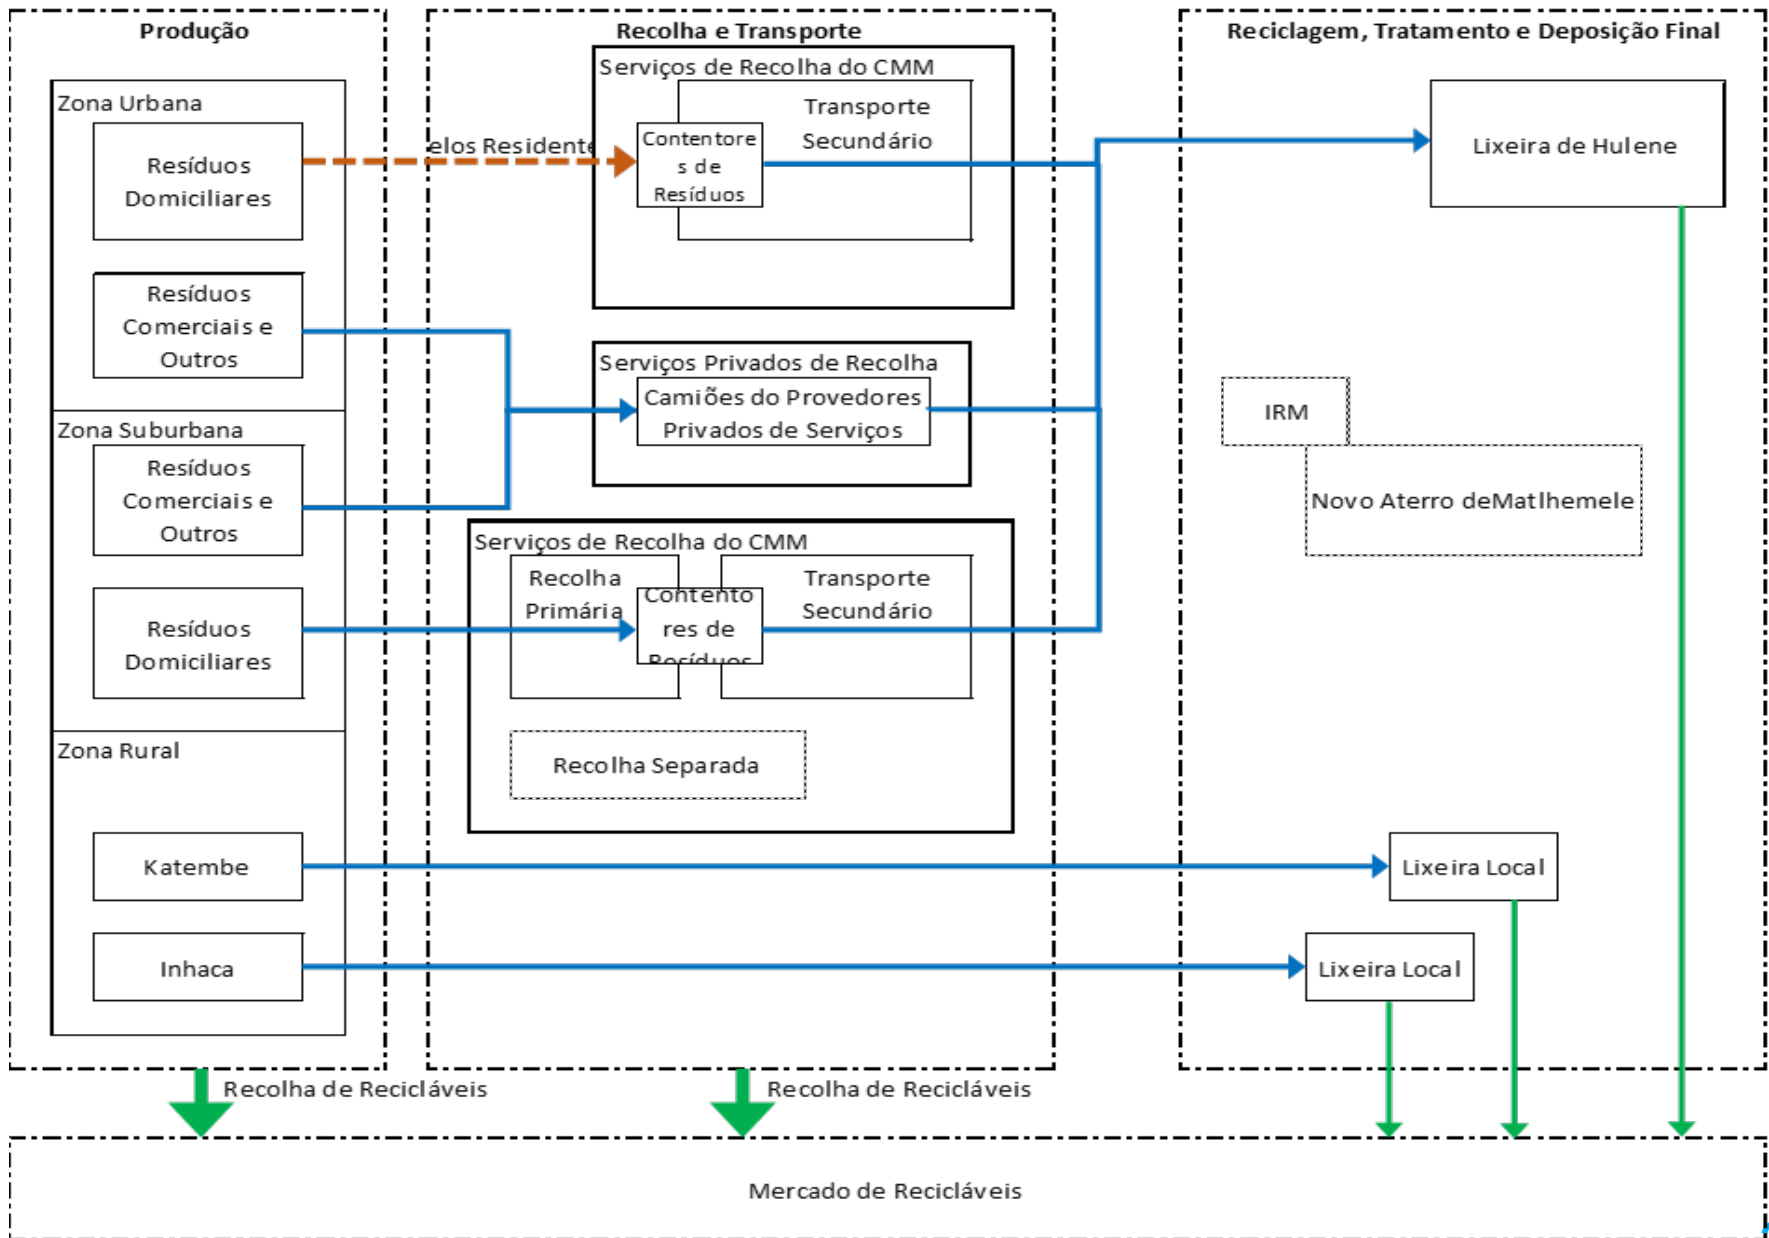 Produção
Zona Urbana
Resíduos
Domiciliares
Resíduos
Comerciais e
Outros
Zona Suburbana
Resíduos
Comerciais e
Outros
Resíduos
Domiciliares
Zona Rural
Katembe
Inhaca
Recolha e Transporte
Serviços de Recolha do CMM
elos Residente
Contentore
s de
Resíduos
Transporte
Secundário
Serviços Privados de Recolha
Camiões do Provedores
Privados de Serviços
Serviços de Recolha do CMM
Recolha
Primária
Contento
res de
Resíduos
Transporte
Secundário
Recolha Separada
Reciclagem, Tratamento e Deposição Final
Lixeira de Hulene
IRM
Novo Aterro deMatlhemele
Lixeira Local
Lixeira Local
Recolha de Recicláveis
Recolha de Recicláveis
Mercado de Recicláveis